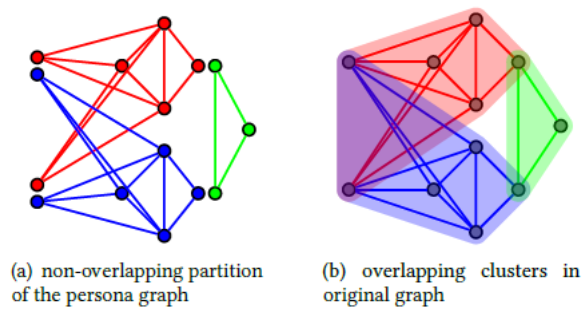 (a) non-overlapping partition
of the persona graph
(b) overlapping clusters in
original graph